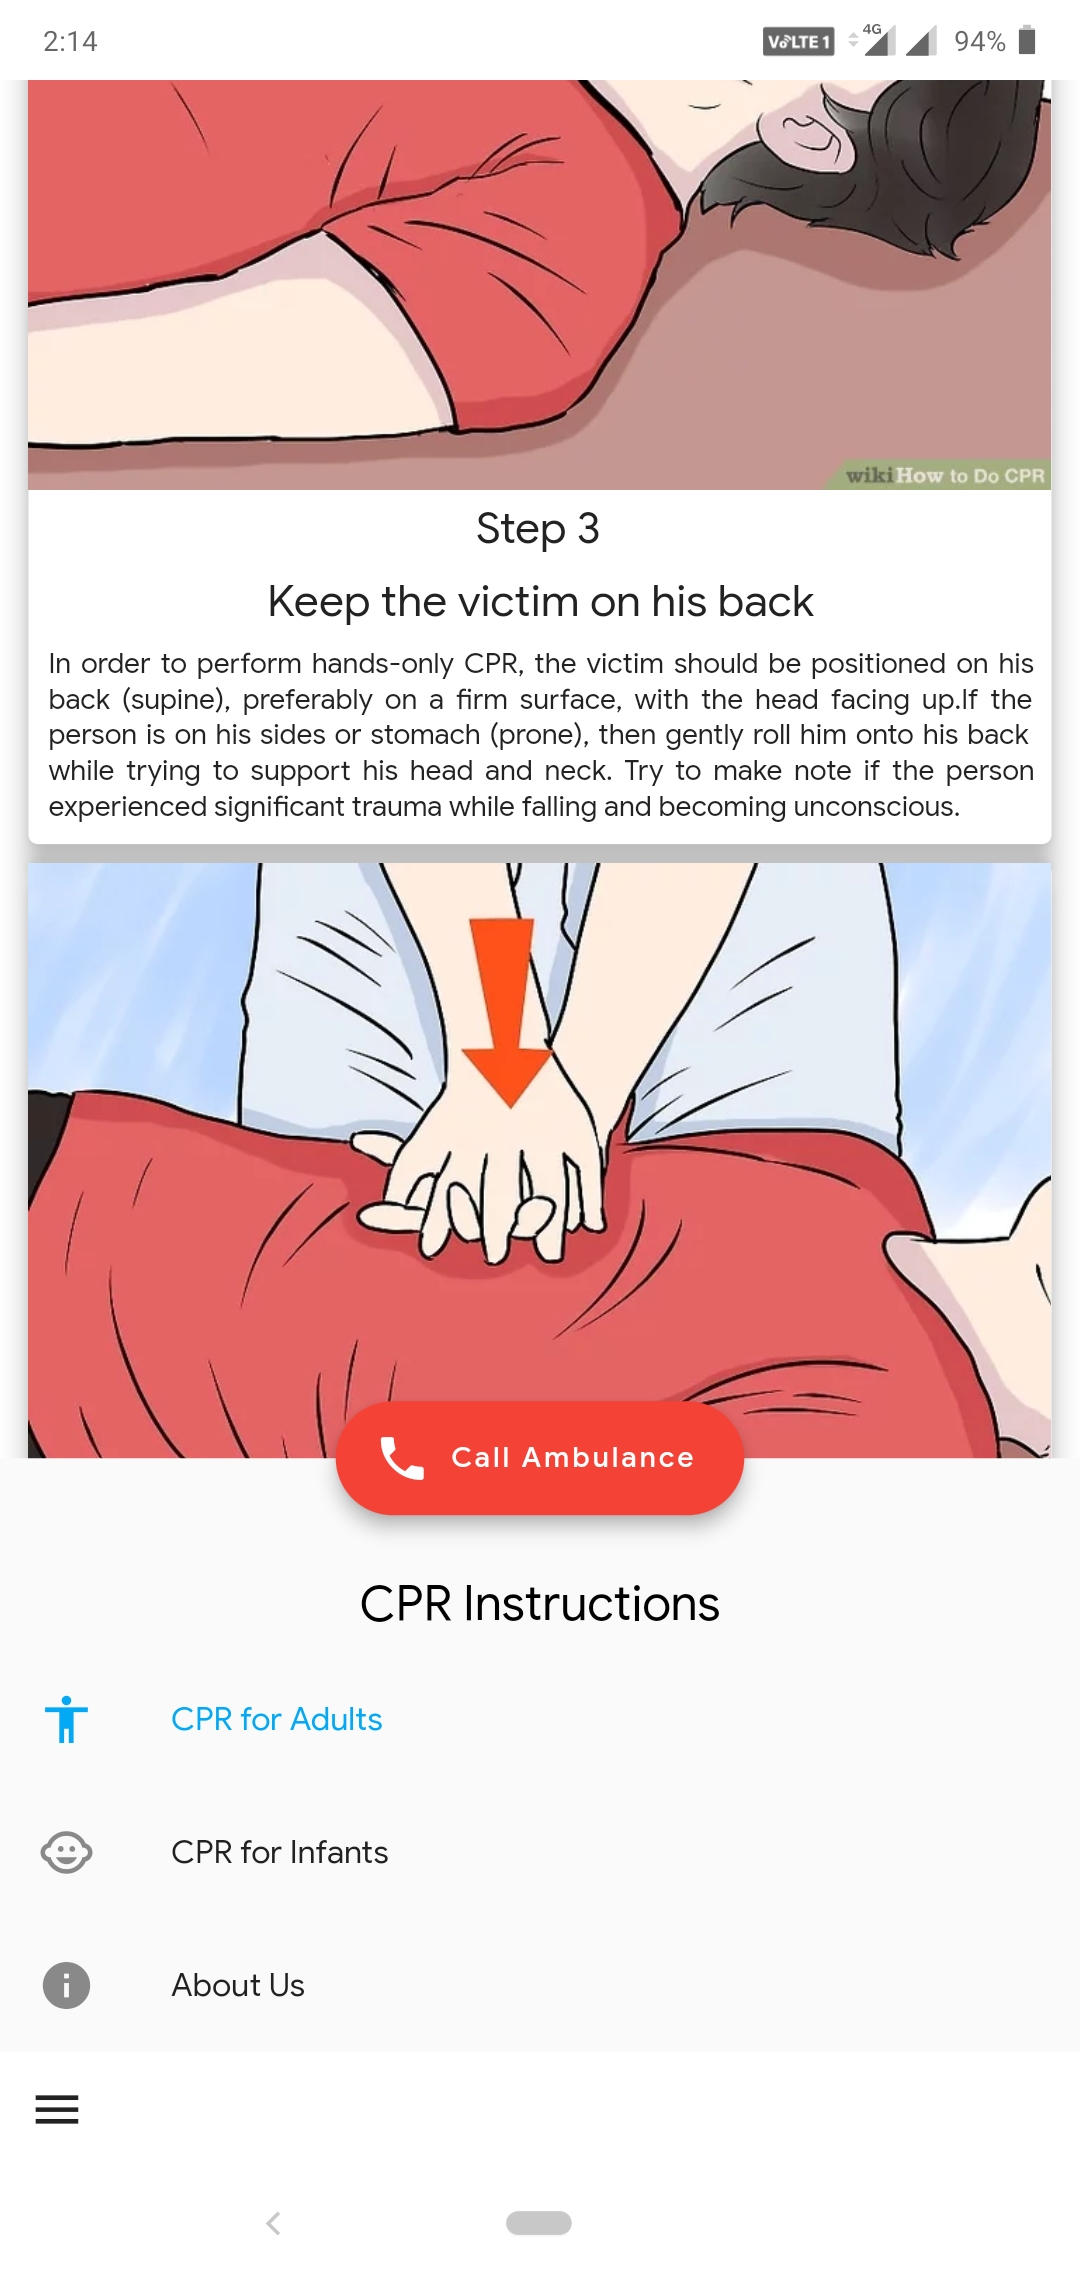 2:14
VoLTE 1 4G 94%
wikiHow to Do CPR
Step 3
Keep the victim on his back
In order to perform hands-only CPR, the victim should be positioned on his
back (supine), preferably on a firm surface, with the head facing up.If the
person is on his sides or stomach (prone), then gently roll him onto his back
while trying to support his head and neck. Try to make note if the person
experienced significant trauma while falling and becoming unconscious.
Call Ambulance
CPR Instructions
CPR for Adults
CPR for Infants
About Us